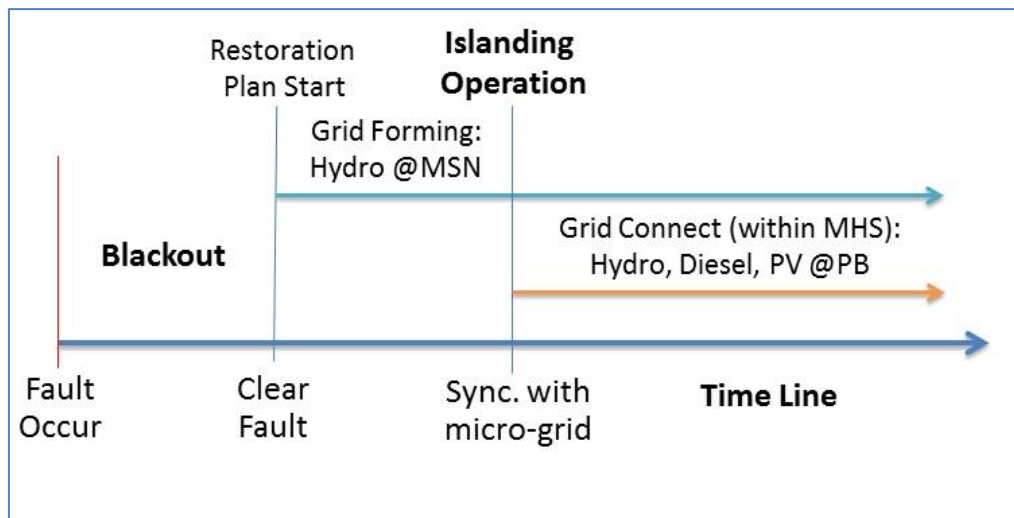 Restoration
Plan Start
Islanding
Operation
Grid Forming:
Hydro @MSN
Grid Connect (within MHS):
Hydro, Diesel, PV @PB
Blackout
Fault
Occur
Clear
Fault
Sync. with
micro-grid
Time Line